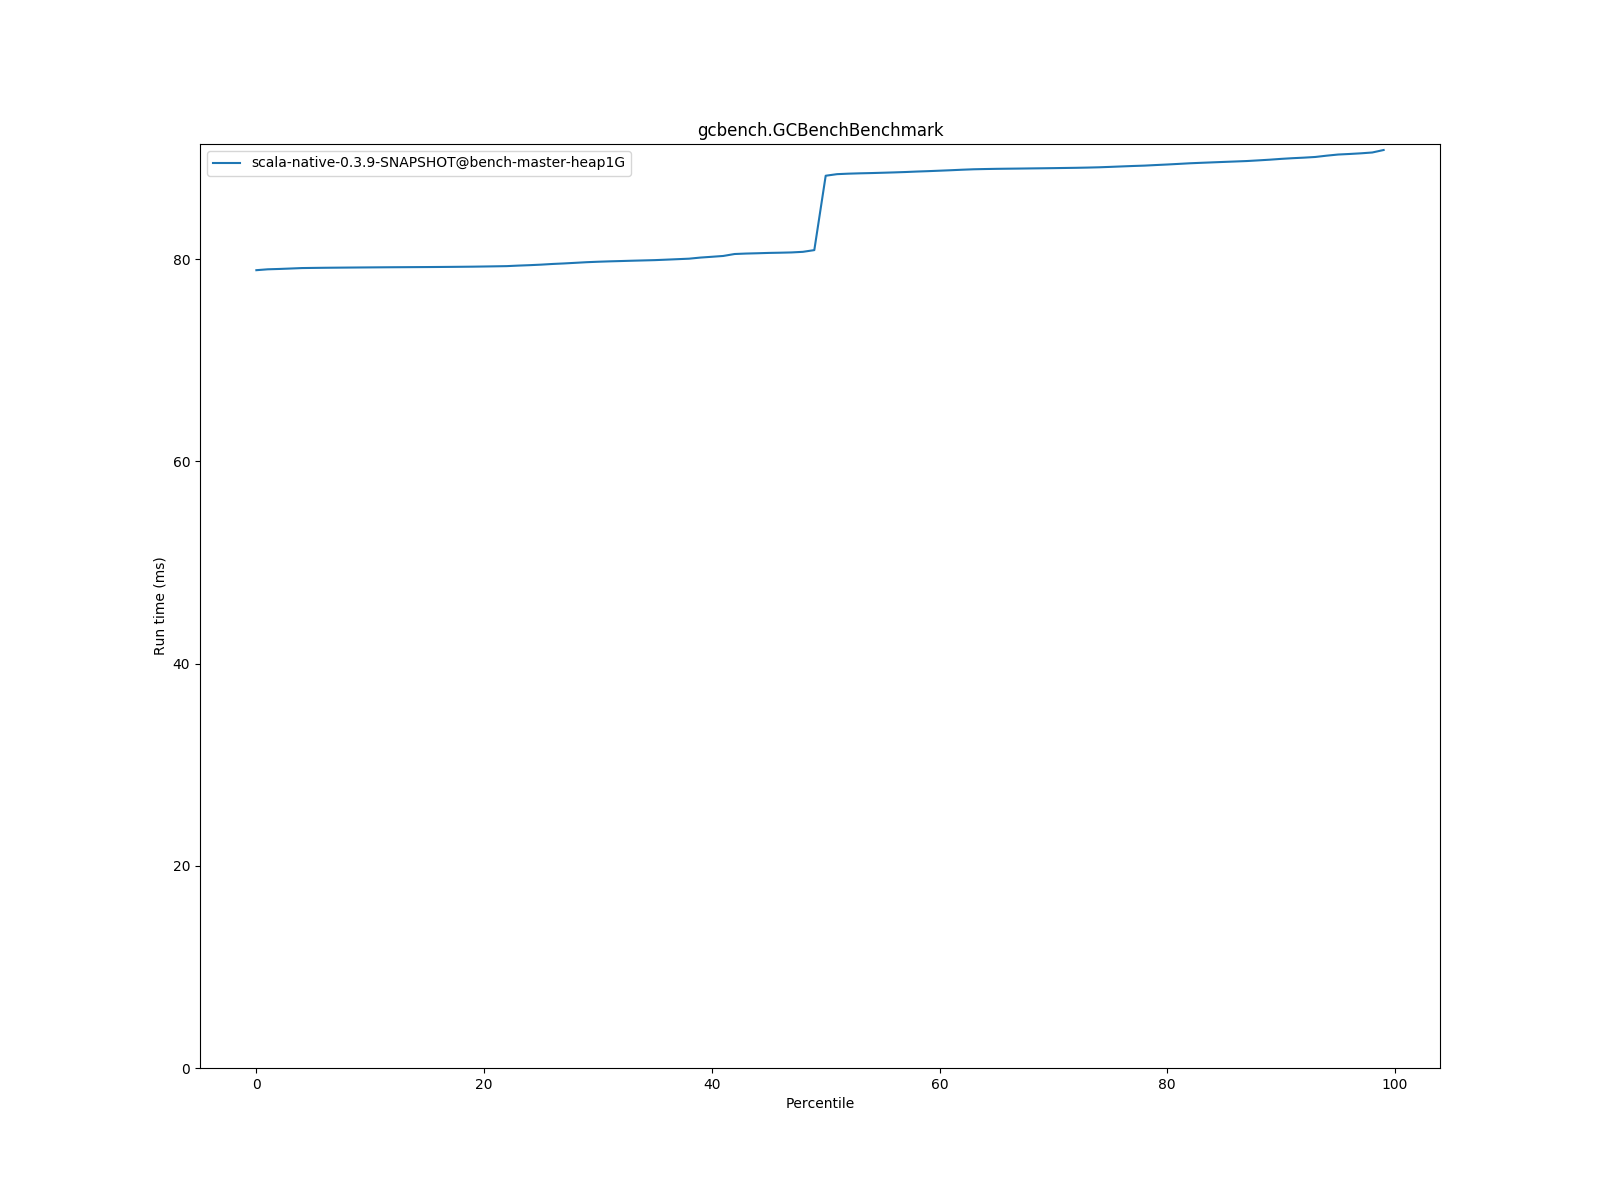 gcbench.GCBenchBenchmark
scala-native-0.3.9-SNAPSHOT@bench-master-heap1G
80
60
40
20
0
Run time (ms)
0 20 40 60 80 100
Percentile